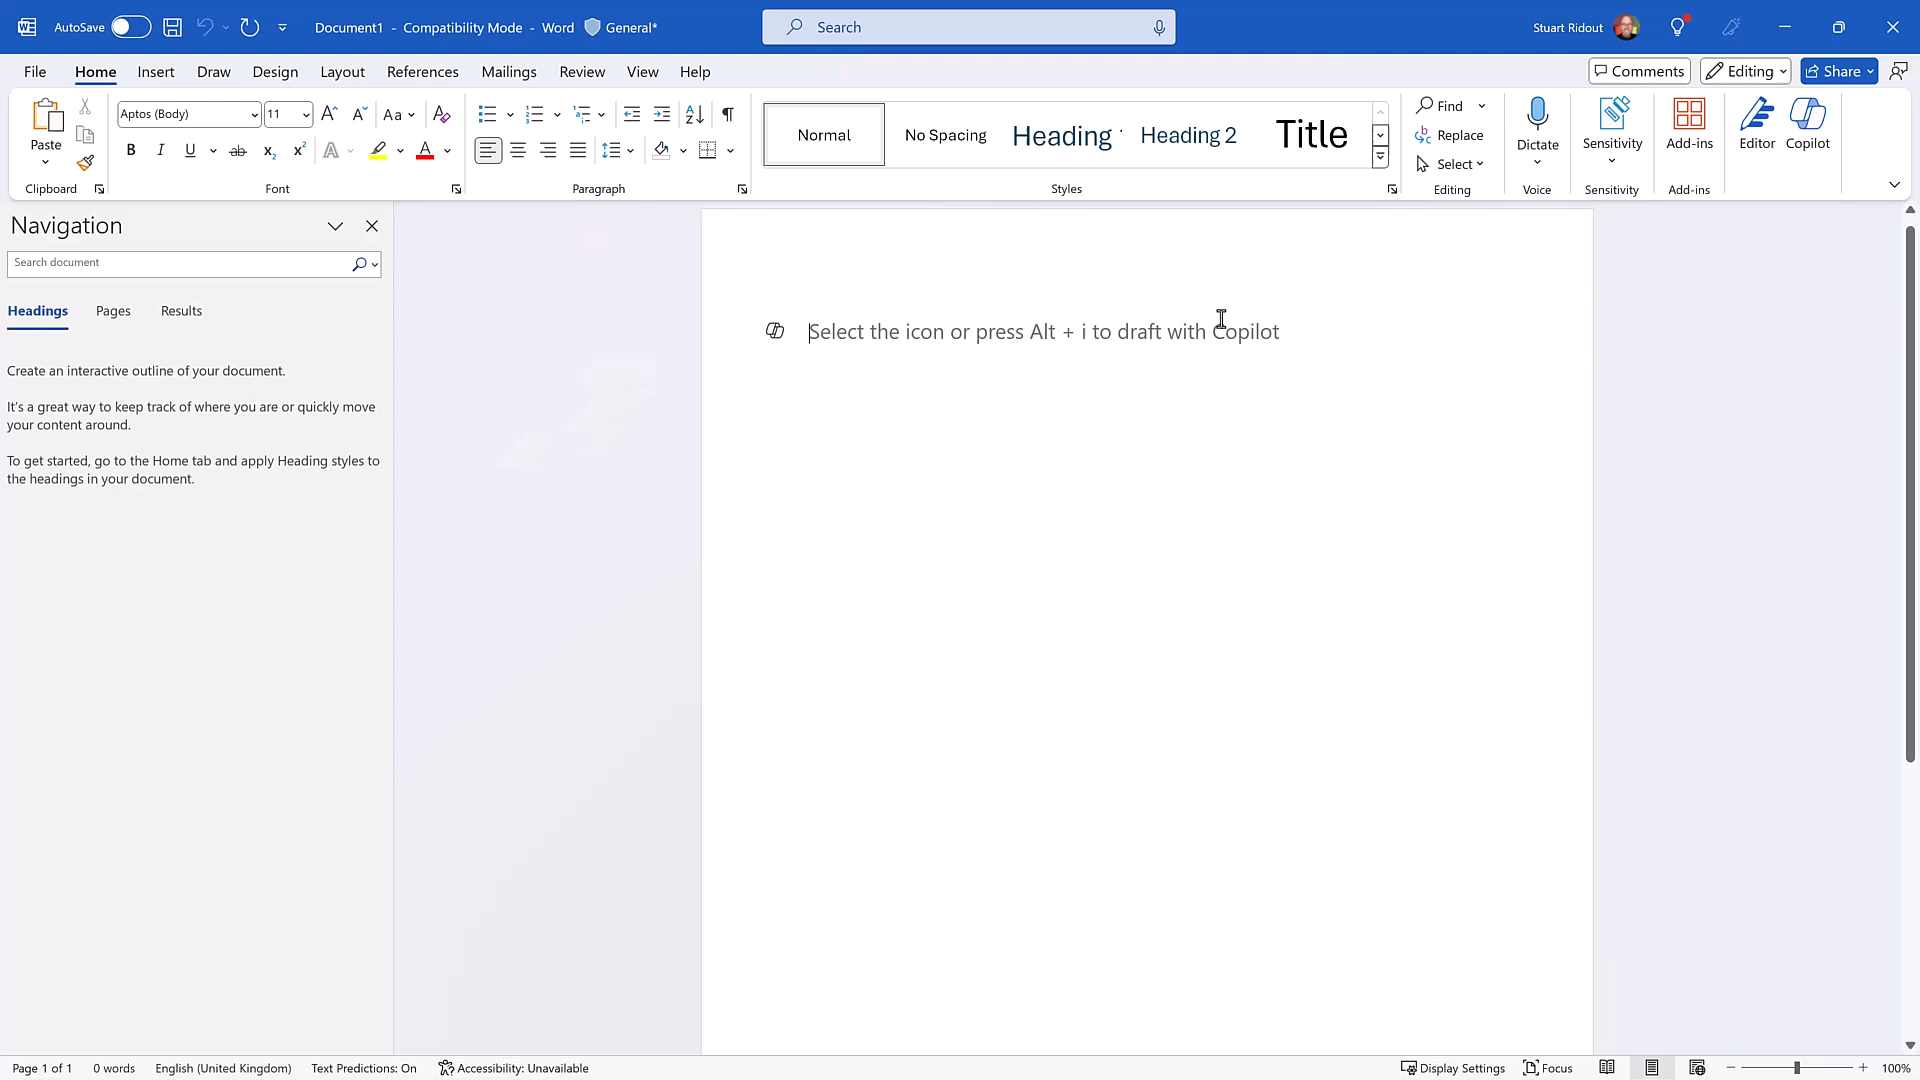 AutoSave Document1 - Compatibility Mode - Word General* Search Stuart Ridout
File Home Insert Draw Design Layout References Mailings Review View Help Comments Editing Share
Aptos (Body) 11 Aa
Paste
B I U ab x₂ x² A A
Normal No Spacing Heading Heading 2 Title
Find
Replace
Select
Dictate Sensitivity Add-ins Editor Copilot
Clipboard Font Paragraph Styles Editing Voice Sensitivity Add-ins
Navigation
Search document
Headings Pages Results
Create an interactive outline of your document.
It's a great way to keep track of where you are or quickly move
your content around.
To get started, go to the Home tab and apply Heading styles to
the headings in your document.
Select the icon or press Alt + i to draft with Copilot
Page 1 of 1 0 words English (United Kingdom) Text Predictions: On Accessibility: Unavailable Display Settings Focus 100%